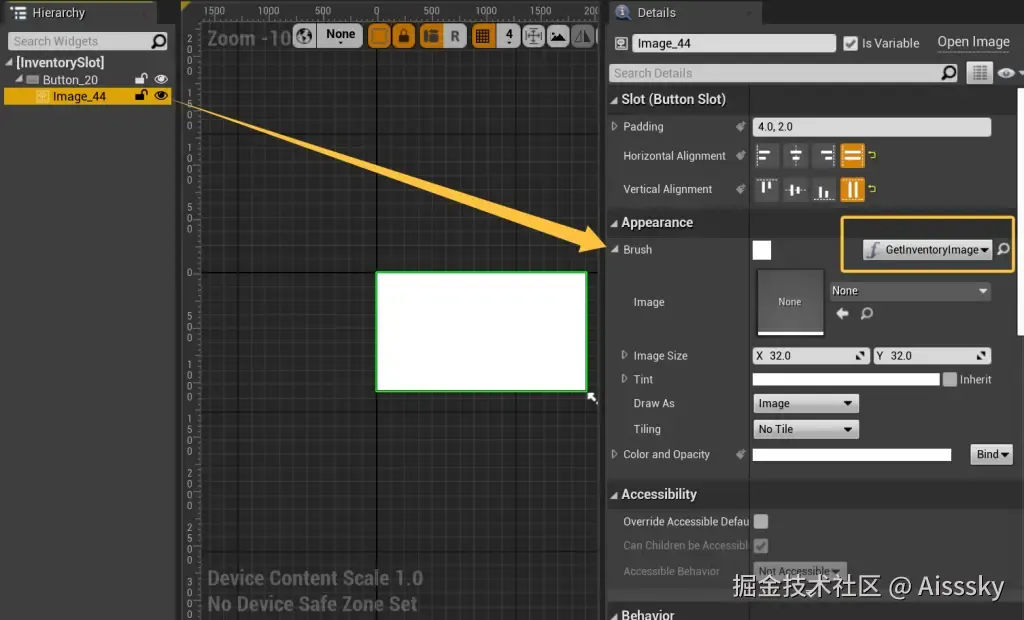 Hierarchy
Search Widgets
[InventorySlot]
Button_20
Image_44
1500 1000 500 0 500 1000 1500 200
Zoom -10
None
R
4
Device Content Scale 1.0
No Device Safe Zone Set
Details
Image_44
Is Variable
Open Image
Search Details
Slot (Button Slot)
Padding
4.0, 2.0
Horizontal Alignment
Vertical Alignment
Appearance
Brush
GetInventoryImage
Image
None
None
Image Size
X 32.0
Y 32.0
Tint
Inherit
Draw As
Image
Tiling
No Tile
Color and Opacity
Bind
Accessibility
Override Accessible Defau
Can Children be Accessibl
Accessible Behavior
Not Accessible
掘金技术社区 @ Aisssky
Behavior